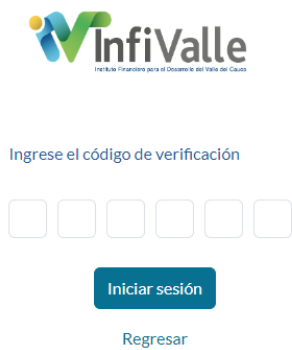 InfiValle
Instituto Financiero para el Desarrollo del Valle del Cauca
Ingrese el código de verificación
Iniciar sesión
Regresar